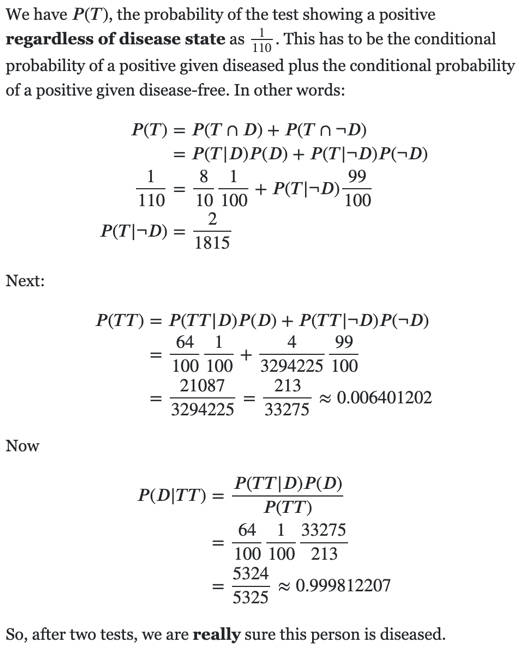 We have P(T), the probability of the test showing a positive
regardless of disease state as 1/110. This has to be the conditional
probability of a positive given diseased plus the conditional probability
of a positive given disease-free. In other words:
P(T) = P(T ∩ D) + P(T ∩ ¬D)
= P(T|D)P(D) + P(T|¬D)P(¬D)
1/110 = 8/10 1/100 + P(T|¬D) 99/100
P(T|¬D) = 2/1815
Next:
P(TT) = P(TT|D)P(D) + P(TT|¬D)P(¬D)
= 64/100 1/100 + 4/3294225 99/100
= 21087/3294225 = 213/33275 ≈ 0.006401202
Now
P(D|TT) = P(TT|D)P(D)/P(TT)
= 64/100 1/100 33275/213
= 5324/5325 ≈ 0.999812207
So, after two tests, we are really sure this person is diseased.